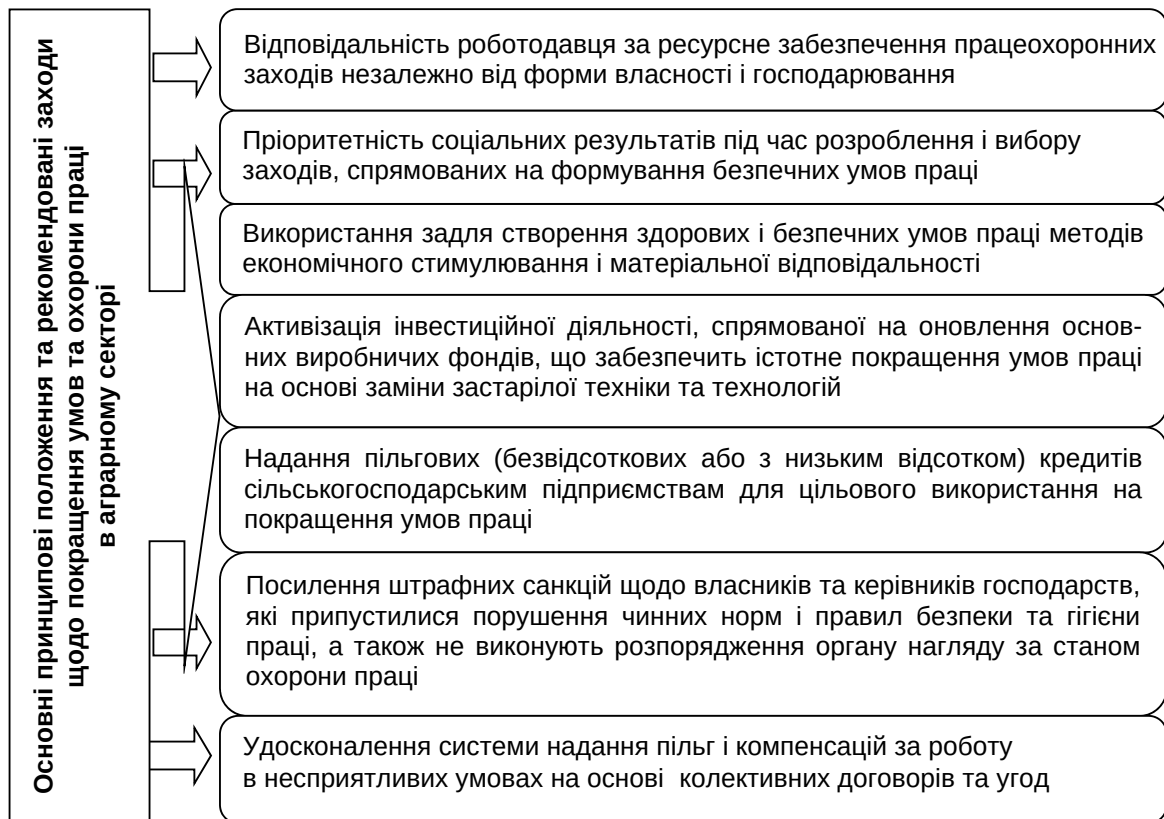 Основні принципові положення та рекомендовані заходи
щодо покращення умов та охорони праці
в аграрному секторі
Відповідальність роботодавця за ресурсне забезпечення працеохоронних
заходів незалежно від форми власності і господарювання
Пріоритетність соціальних результатів під час розроблення і вибору
заходів, спрямованих на формування безпечних умов праці
Використання задля створення здорових і безпечних умов праці методів
економічного стимулювання і матеріальної відповідальності
Активізація інвестиційної діяльності, спрямованої на оновлення основ-
них виробничих фондів, що забезпечить істотне покращення умов праці
на основі заміни застарілої техніки та технологій
Надання пільгових (безвідсоткових або з низьким відсотком) кредитів
сільськогосподарським підприємствам для цільового використання на
покращення умов праці
Посилення штрафних санкцій щодо власників та керівників господарств,
які припустилися порушення чинних норм і правил безпеки та гігієни
праці, а також не виконують розпорядження органу нагляду за станом
охорони праці
Удосконалення системи надання пільг і компенсацій за роботу
в несприятливих умовах на основі колективних договорів та угод